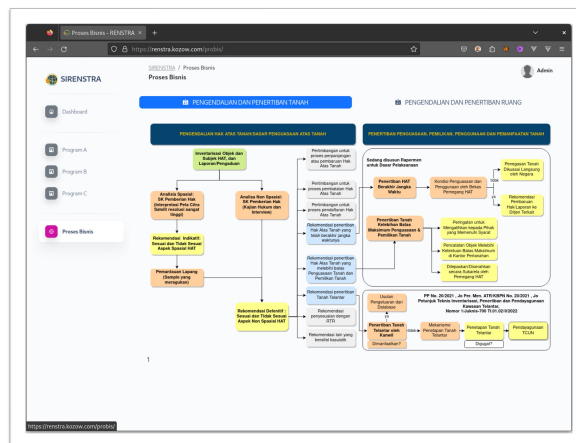 Proses Bisnis - RENSTRA
https://renstra.kozow.com/probis/
SIRENSTRA
Dashboard
Program A
Program B
Program C
Proses Bisnis
SIRENSTRA / Proses Bisnis
Proses Bisnis
Admin
PENGENDALIAN DAN PENERTIBAN TANAH
PENGENDALIAN DAN PENERTIBAN RUANG
PENGENDALIAN HAK ATAS TANAH/DASAR PENGUASAAN ATAS TANAH
Inventarisasi Objek dan
Subjek HAT, dan
Laporan/Pengaduan
Analisa Spasial:
SK Pemberian Hak
(Interpretasi Peta Citra
Satelit resolusi sangat
tinggi)
Analisa Non Spasial:
SK Pemberian Hak
(Kajian Hukum dan
Interview)
Rekomendasi Indikatif:
Sesuai dan Tidak Sesuai
Aspek Spasial HAT
Pemantauan Lapang
(Sample yang
meragukan)
Rekomendasi Defenitif :
Sesuai dan Tidak Sesuai
Aspek Non Spasial HAT
Pertimbangan untuk
proses perpanjangan
atau pembaruan Hak
Atas Tanah
Pertimbangan untuk
proses pembatalan Hak
Atas Tanah
Pertimbangan untuk
proses pendaftaran Hak
Atas Tanah
Rekomendasi penertiban
Hak Atas Tanah yang
telah berakhir jangka
waktunya
Rekomendasi penertiban
Hak Atas Tanah yang
melebihi batas
Penguasaan Tanah dan
Pemilikan Tanah
Rekomendasi penertiban
Tanah Telantar
Rekomendasi
penyesuaian dengan
RTR
Rekomendasi lain yang
bersifat kasuistik
PENERTIBAN PENGUASAAN, PEMILIKAN, PENGGUNAAN DAN PEMANFAATAN TANAH
Sedang disusun Rapermen
untuk Dasar Pelaksanaan
Penertiban HAT
Berakhir Jangka
Waktu
Kondisi Penguasaan dan
Penggunaan oleh Bekas
Pemegang HAT
tidak
ya
Penegasan Tanah
Dikuasai Langsung
oleh Negara
Rekomendasi
Pembaruan
Hak/Laporan ke
Ditjen Terkait
Penertiban Tanah
Kelebihan Batas
Maksimum Penguasaan &
Pemilikan Tanah
Peringatan untuk
Mengalihkan kepada Pihak
yang Memenuhi Syarat
Pencatatan Objek Melebihi
Ketentuan Batas Maksimum
di Kantor Pertanahan
Dilepaskan/Diserahkan
secara Sukarela oleh
Pemegang HAT
PP No. 20/2021 , Jo Per. Men. ATR/KBPN No. 20/2021 , Jo
Petunjuk Teknis Inventarisasi, Penertiban dan Pendayagunaan
Kawasan Telantar,
Nomor 1/Juknis-700.TI.01.02/II/2022
Usulan
Pengeluaran dari
Database
ya
Penertiban Tanah
Telantar oleh
Kanwil
Dimanfaatkan?
tidak
Mekanisme
Penetapan Tanah
Telantar
Penetapan Tanah
Telantar
Digugat?
Pendayagunaan
TCUN
1
https://renstra.kozow.com/probis/